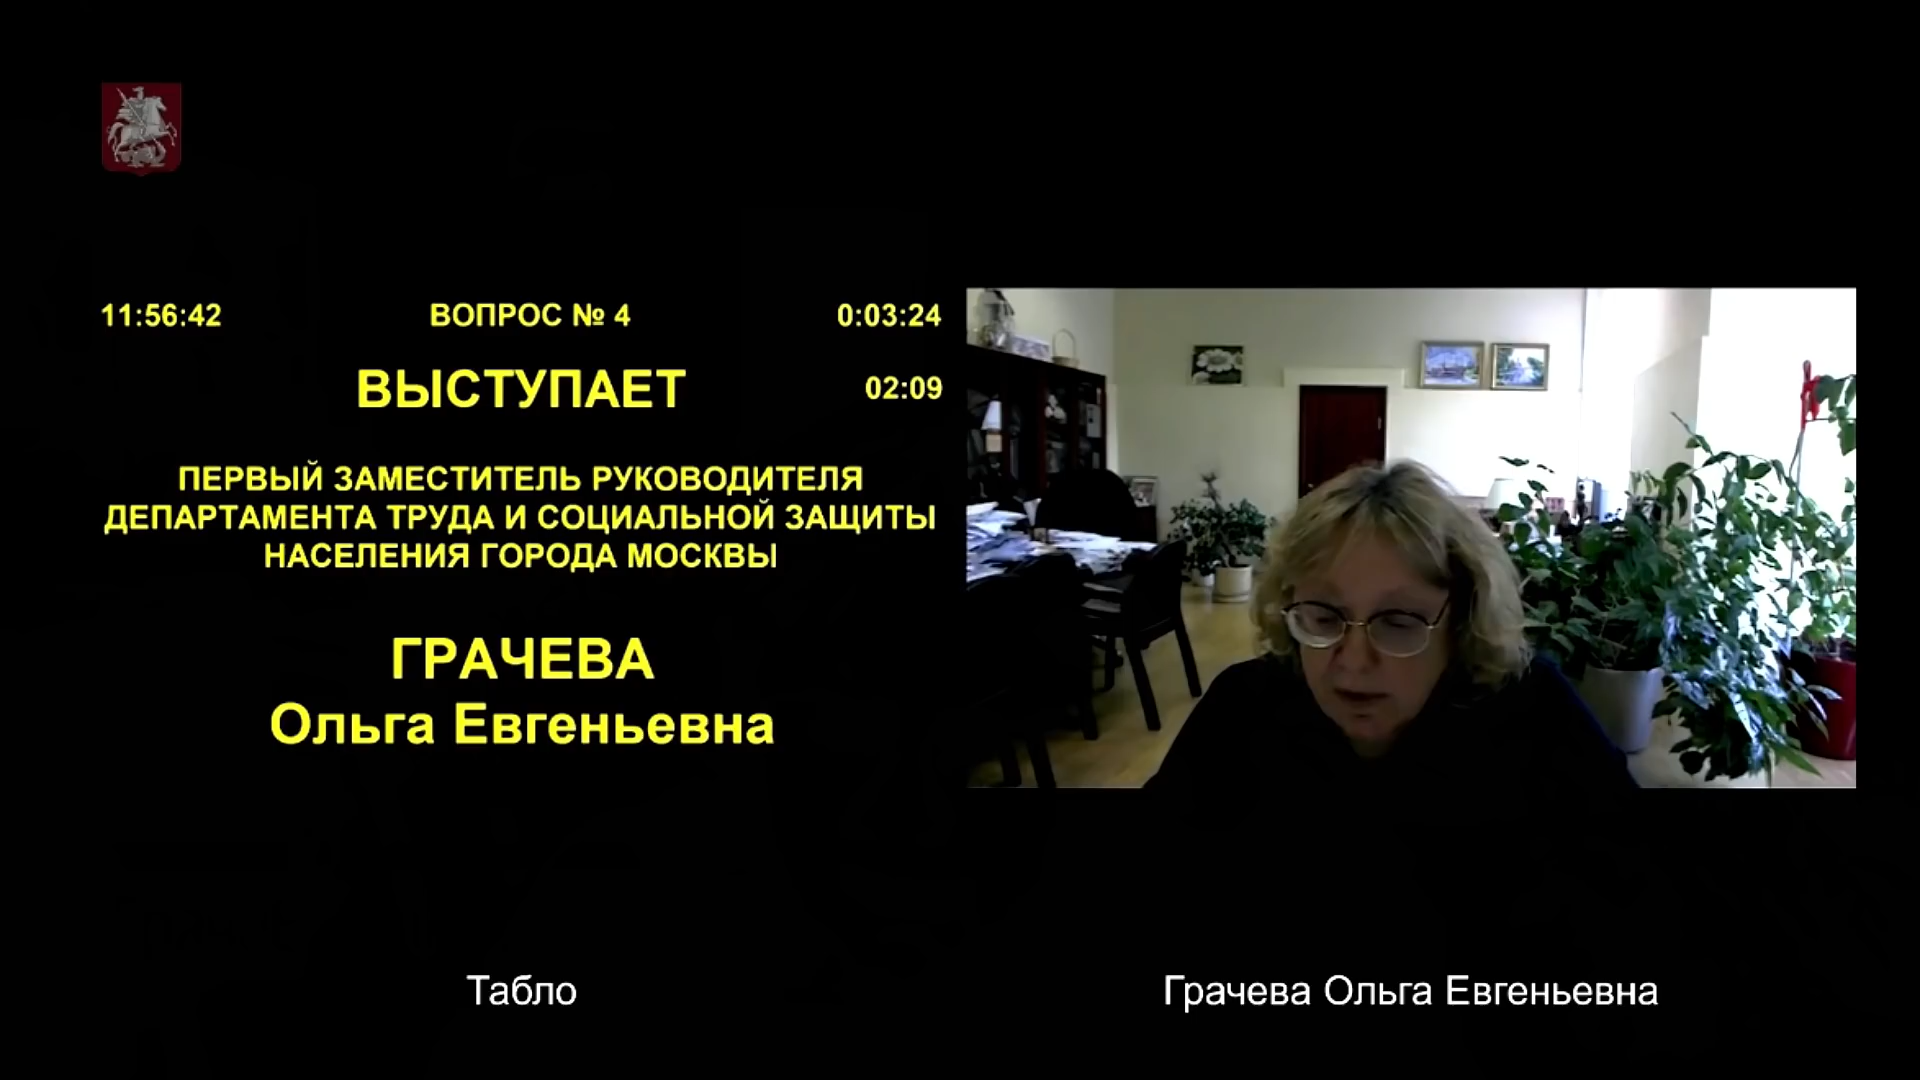 11:56:42 ВОПРОС № 4 0:03:24
ВЫСТУПАЕТ 02:09
ПЕРВЫЙ ЗАМЕСТИТЕЛЬ РУКОВОДИТЕЛЯ
ДЕПАРТАМЕНТА ТРУДА И СОЦИАЛЬНОЙ ЗАЩИТЫ
НАСЕЛЕНИЯ ГОРОДА МОСКВЫ
ГРАЧЕВА
Ольга Евгеньевна
Табло
Грачева Ольга Евгеньевна